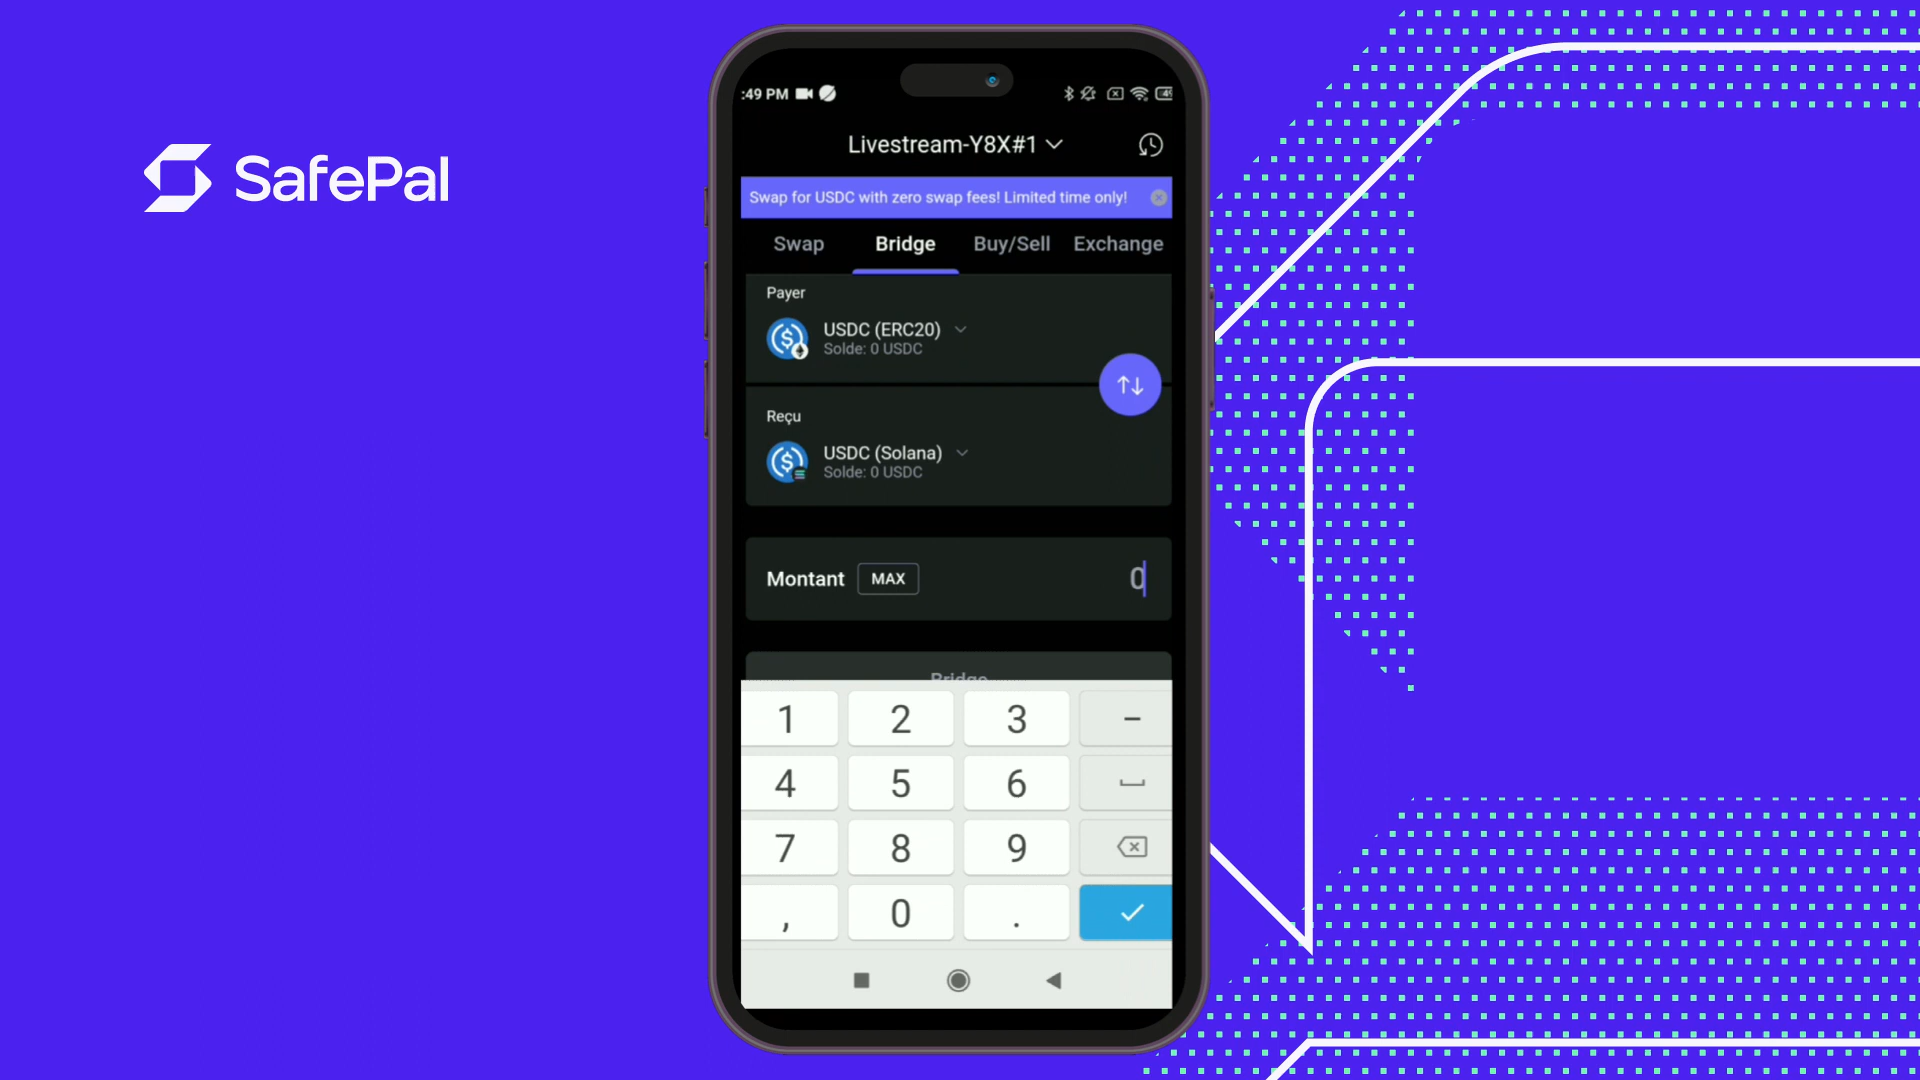 SafePal
:49 PM
49
Livestream-Y8X#1
Swap for USDC with zero swap fees! Limited time only!
Swap Bridge Buy/Sell Exchange
Payer
USDC (ERC20)
Solde: 0 USDC
Reçu
USDC (Solana)
Solde: 0 USDC
Montant MAX 0
Bridge
1 2 3 -
4 5 6
7 8 9
, 0 .